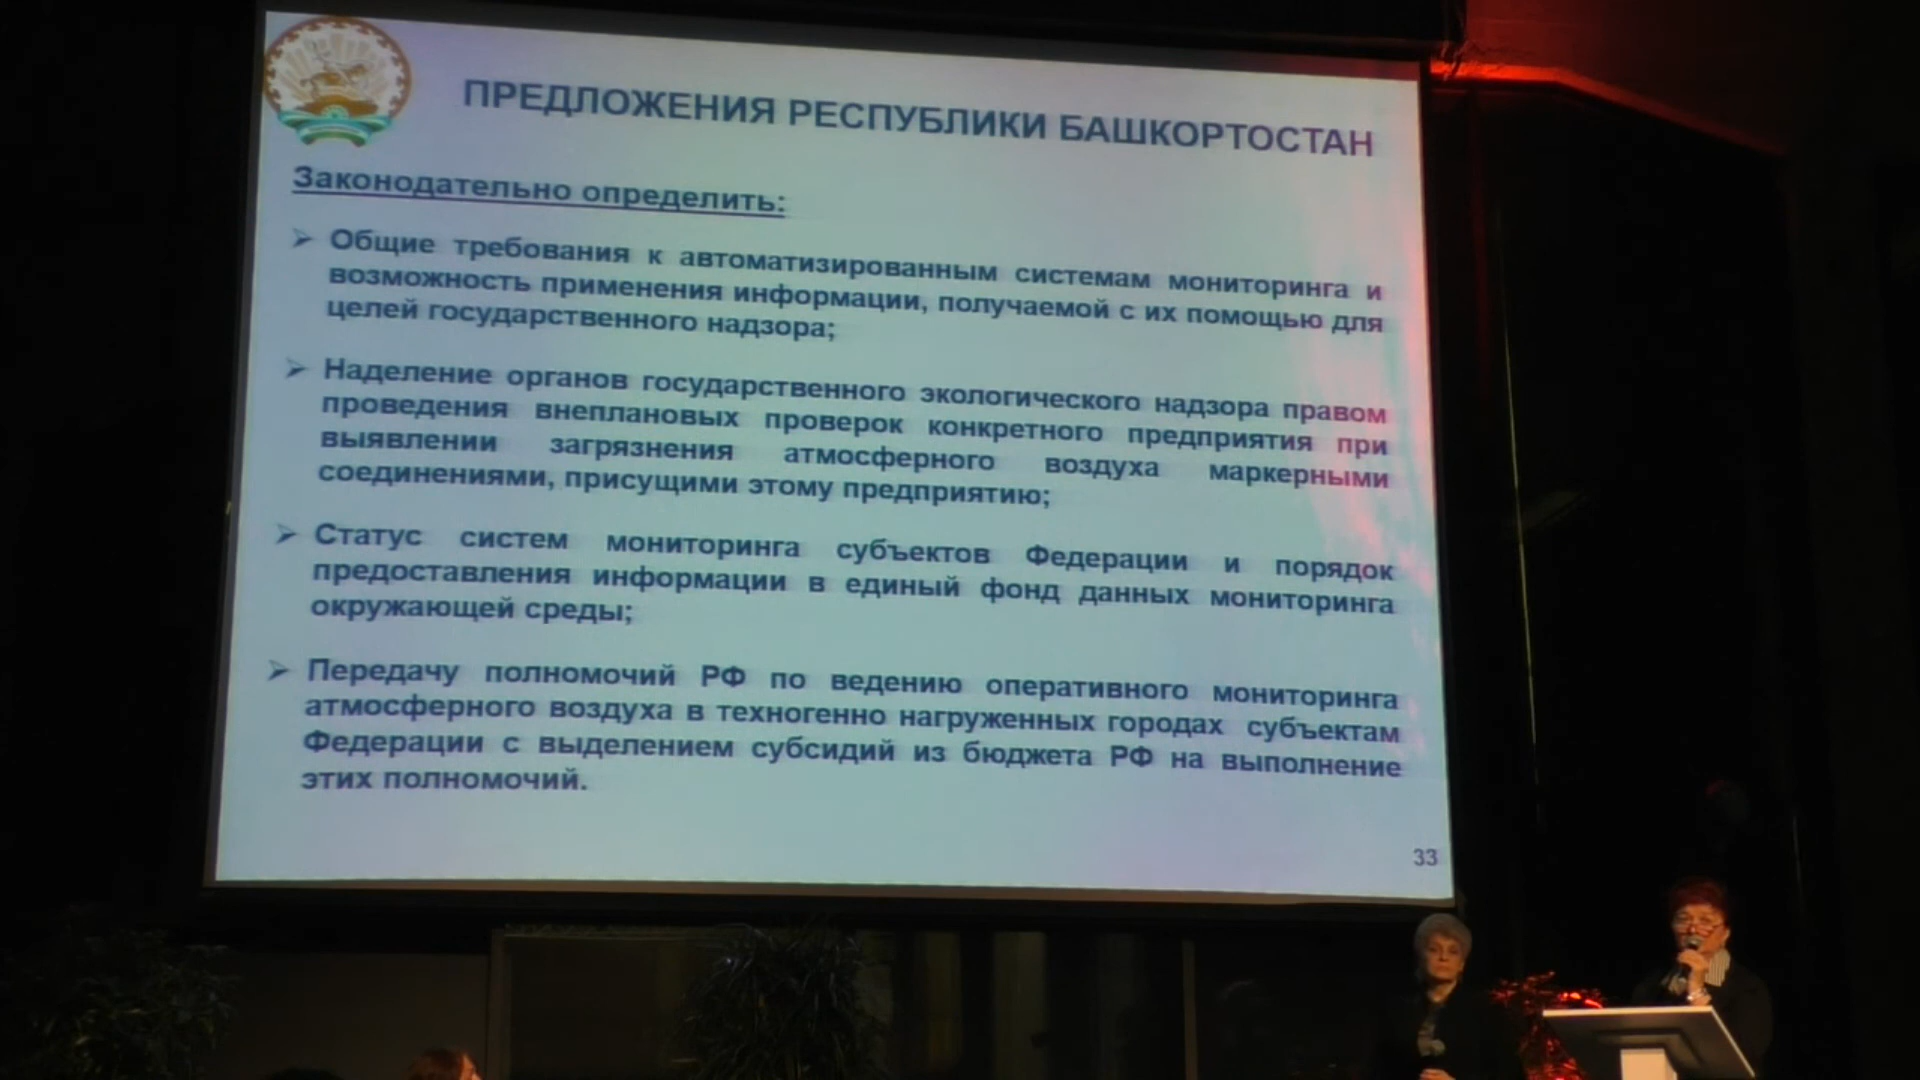 ПРЕДЛОЖЕНИЯ РЕСПУБЛИКИ БАШКОРТОСТАН
Законодательно определить:
Общие требования к автоматизированным системам мониторинга и
возможность применения информации, получаемой с их помощью для
целей государственного надзора;
Наделение органов государственного экологического надзора правом
проведения внеплановых проверок конкретного предприятия при
выявлении загрязнения атмосферного воздуха маркерными
соединениями, присущими этому предприятию;
Статус систем мониторинга субъектов Федерации и порядок
предоставления информации в единый фонд данных мониторинга
окружающей среды;
Передачу полномочий РФ по ведению оперативного мониторинга
атмосферного воздуха в техногенно нагруженных городах субъектам
Федерации с выделением субсидий из бюджета РФ на выполнение
этих полномочий.
33